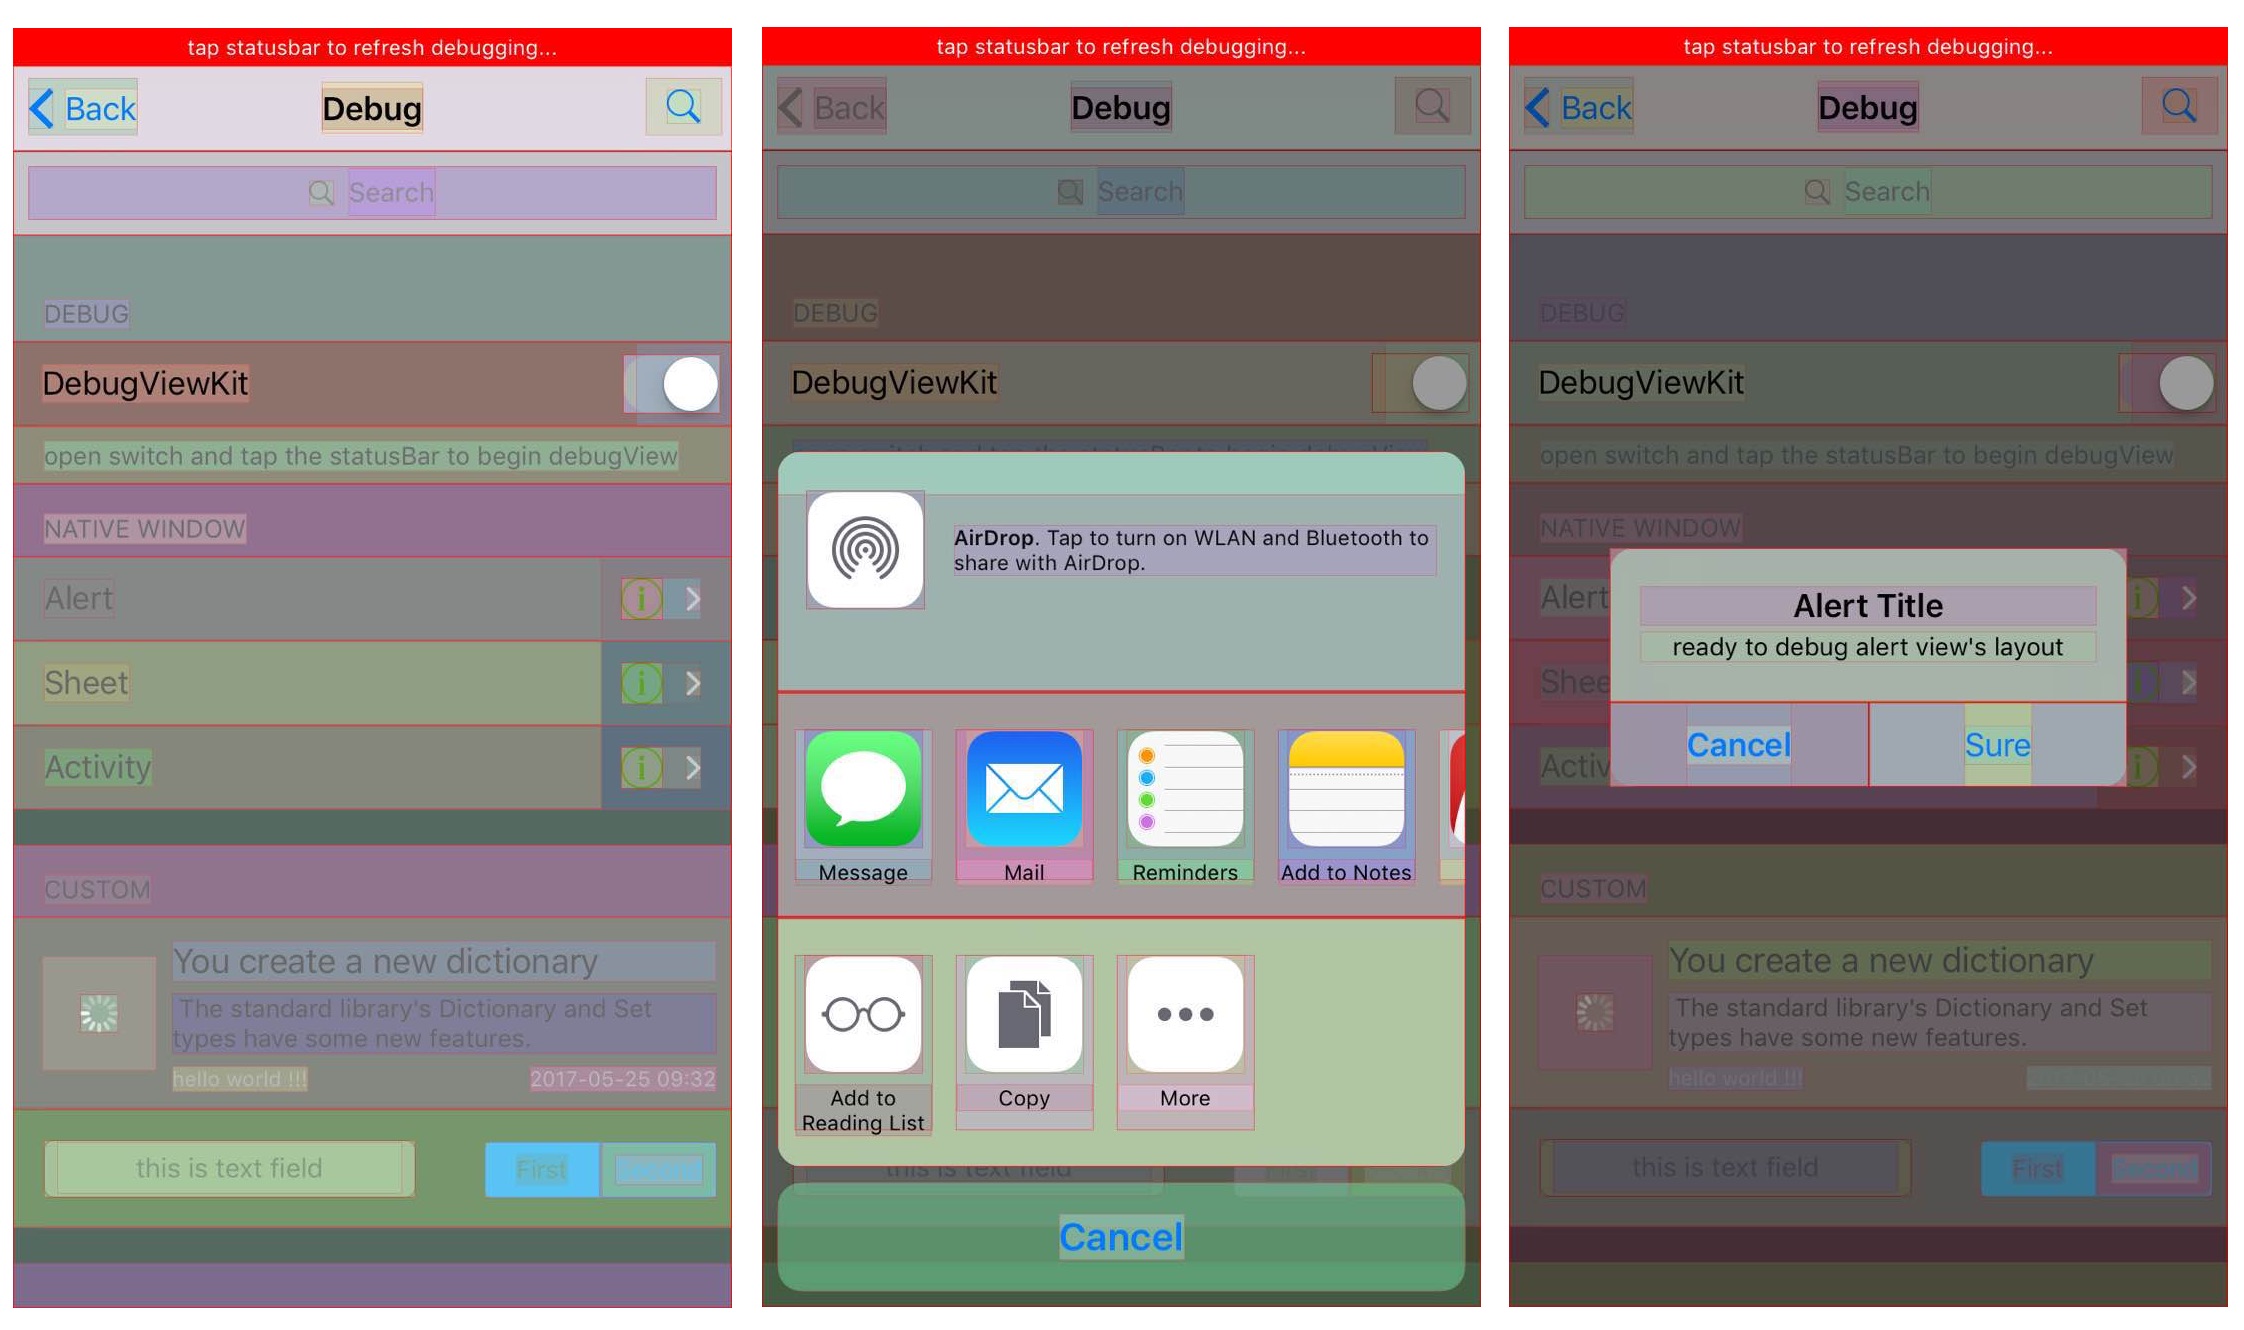 tap statusbar to refresh debugging...
Back
Debug
Search
DEBUG
DebugViewKit
open switch and tap the statusBar to begin debugView
NATIVE WINDOW
Alert
Sheet
Activity
CUSTOM
You create a new dictionary
The standard library's Dictionary and Set
types have some new features.
hello world !!!
2017-05-25 09:32
this is text field
First
Second
tap statusbar to refresh debugging...
Back
Debug
Search
DEBUG
DebugViewKit
AirDrop. Tap to turn on WLAN and Bluetooth to
share with AirDrop.
Message
Mail
Reminders
Add to Notes
Add to
Reading List
Copy
More
this is text field
Cancel
tap statusbar to refresh debugging...
Back
Debug
Search
DEBUG
DebugViewKit
open switch and tap the statusBar to begin debugView
NATIVE WINDOW
Alert
Alert Title
ready to debug alert view's layout
Cancel
Sure
CUSTOM
You create a new dictionary
The standard library's Dictionary and Set
types have some new features.
hello world !!!
this is text field
First
Second